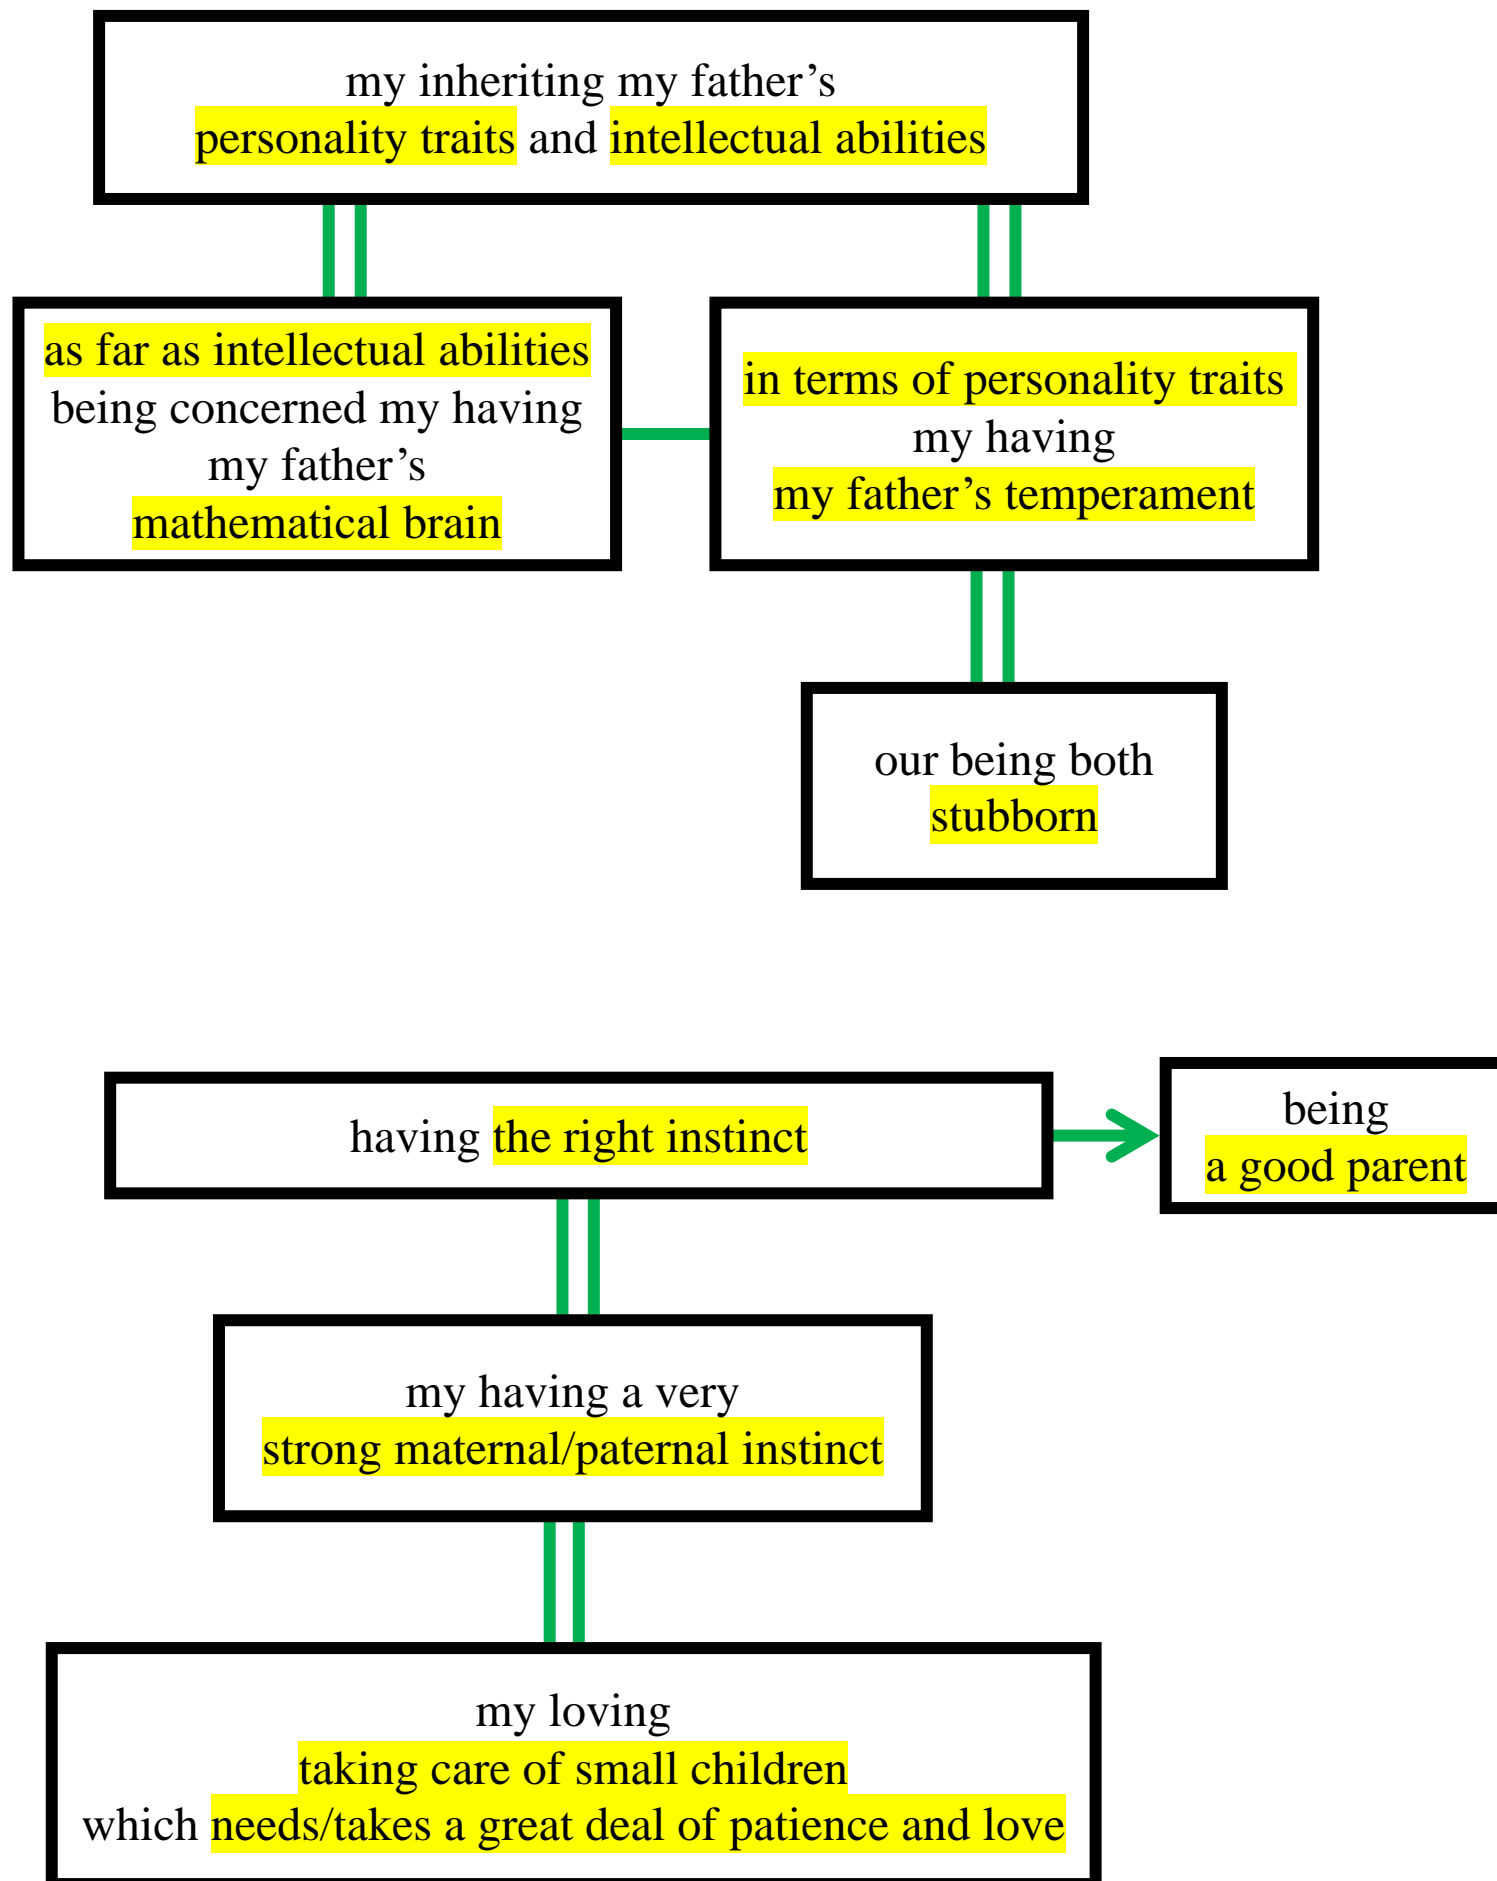 my inheriting my father’s
personality traits and intellectual abilities
as far as intellectual abilities
being concerned my having
my father’s
mathematical brain
in terms of personality traits
my having
my father’s temperament
our being both
stubborn
having the right instinct
being
a good parent
my having a very
strong maternal/paternal instinct
my loving
taking care of small children
which needs/takes a great deal of patience and love